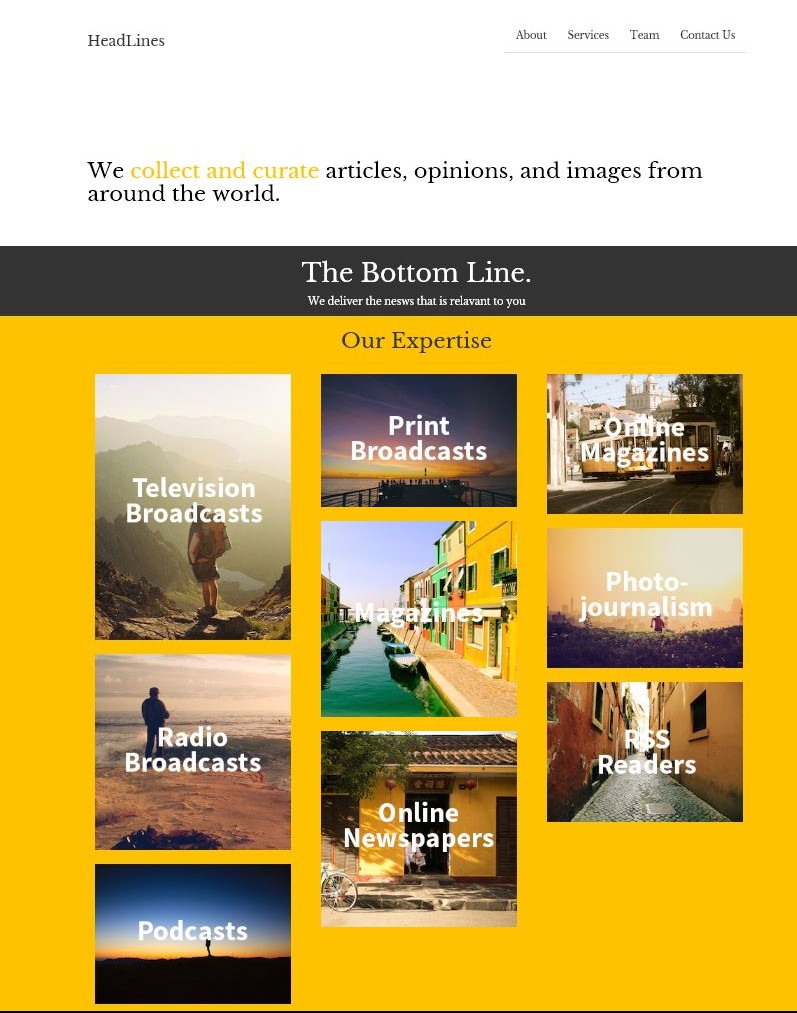 HeadLines
About Services Team Contact Us
We collect and curate articles, opinions, and images from
around the world.
The Bottom Line.
We deliver the nesws that is relavant to you
Our Expertise
Television
Broadcasts
Radio
Broadcasts
Podcasts
Print
Broadcasts
Magazines
Online
Newspapers
Online
Magazines
Photo-
journalism
RSS
Readers